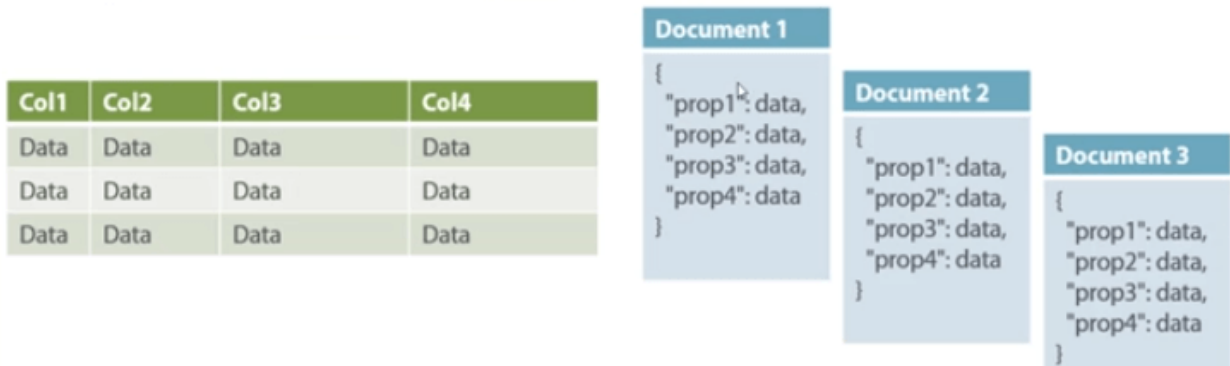 Col1 Col2 Col3 Col4
Data Data Data Data
Data Data Data Data
Data Data Data Data
Document 1
{
"prop1": data,
"prop2": data,
"prop3": data,
"prop4": data
}
Document 2
{
"prop1": data,
"prop2": data,
"prop3": data,
"prop4": data
}
Document 3
{
"prop1": data,
"prop2": data,
"prop3": data,
"prop4": data
}